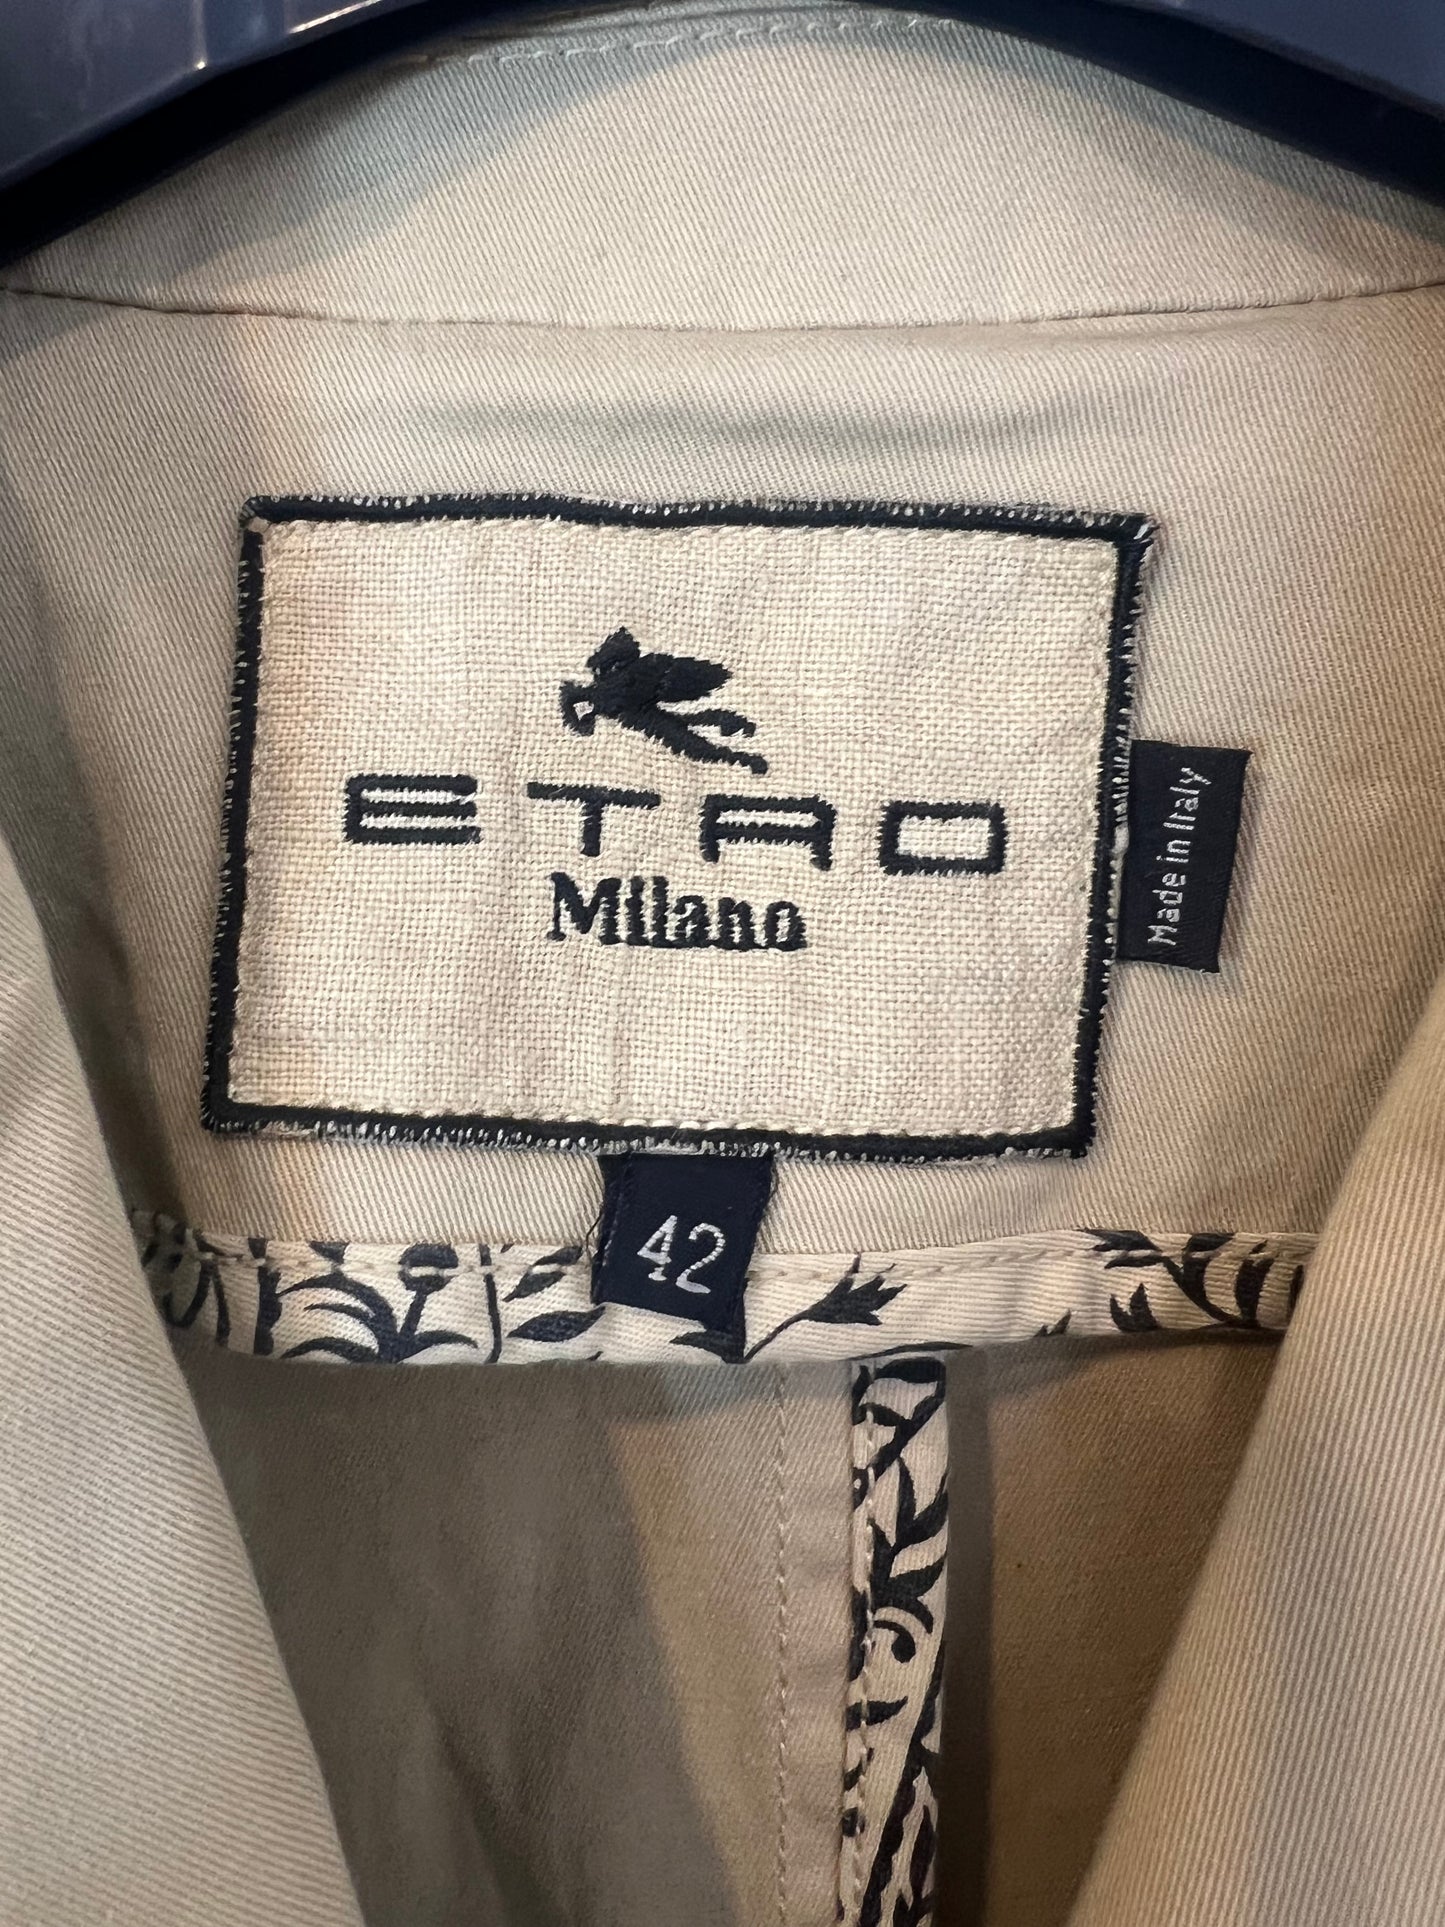 ETRO
Milano
Made in Italy
42